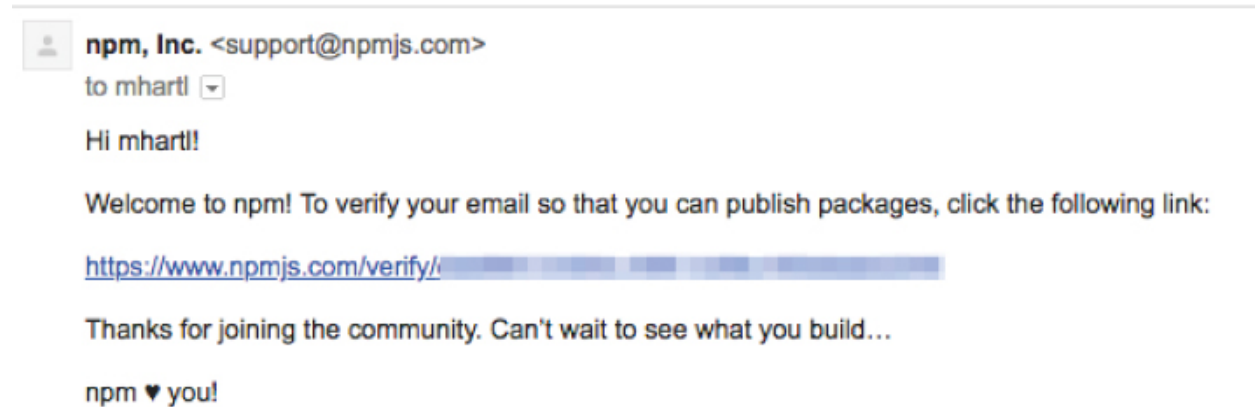 npm, Inc. <support@npmjs.com>
to mhartl
Hi mhartl!
Welcome to npm! To verify your email so that you can publish packages, click the following link:
https://www.npmjs.com/verify/
Thanks for joining the community. Can’t wait to see what you build…
npm ♥ you!